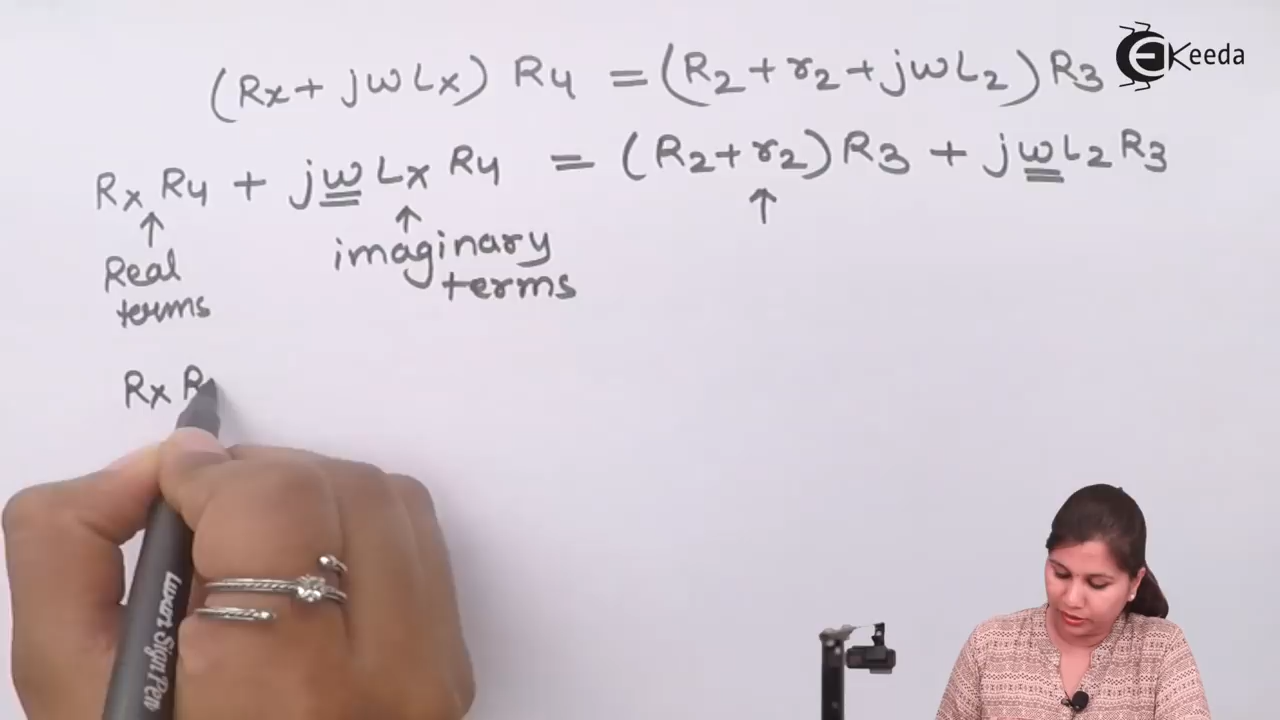 (Rx + jωLx) R4 = (R2 + r2 + jωL2) R3
Rx R4 + jωLx R4 = (R2 + r2) R3 + jωL2 R3
↑ ↑ ↑
Real terms
imaginary terms
Rx R
Keeda
Luxor Sign Pen